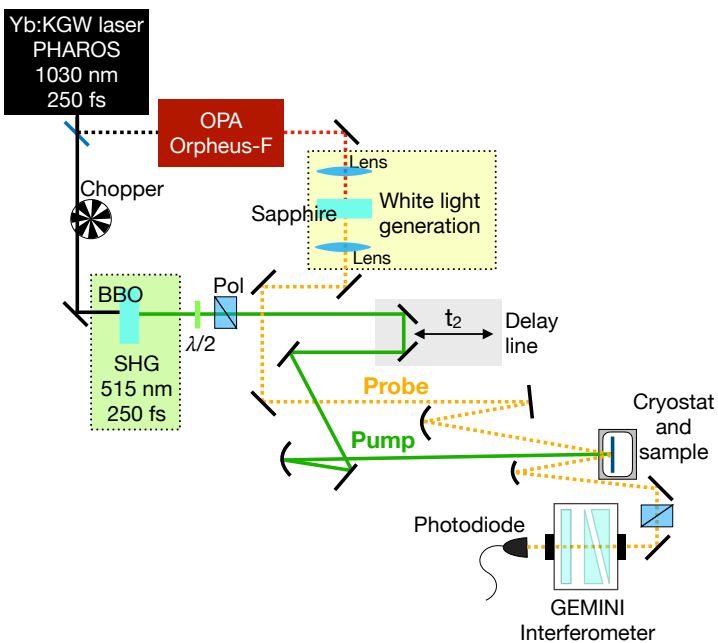 Yb:KGW laser
PHAROS
1030 nm
250 fs
OPA
Orpheus-F
Lens
Chopper
Sapphire
White light
generation
Lens
BBO
Pol
λ/2
t₂
Delay
line
SHG
515 nm
250 fs
Probe
Cryostat
and
sample
Pump
Photodiode
GEMINI
Interferometer